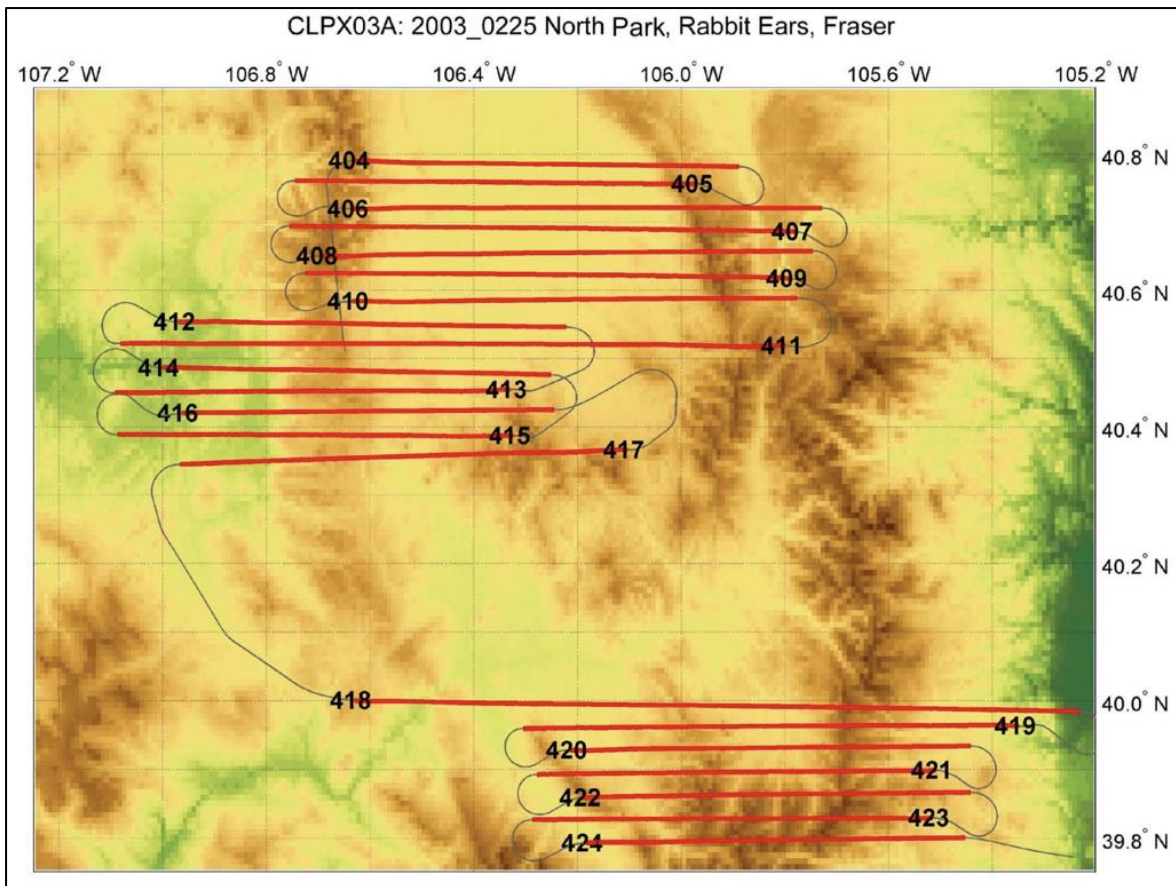 CLPX03A: 2003_0225 North Park, Rabbit Ears, Fraser
107.2° W 106.8° W 106.4° W 106.0° W 105.6° W 105.2° W
404
40.8° N
405
406
407
408
409
40.6° N
410
412
411
414
413
416
415
40.4° N
417
40.2° N
418
40.0° N
419
420
421
422
423
424
39.8° N